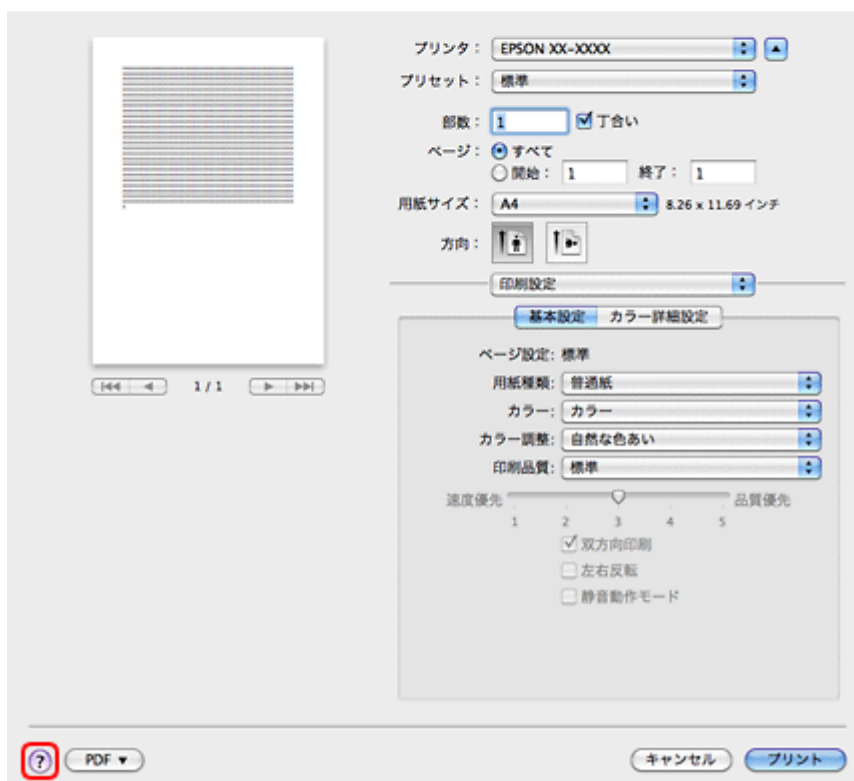 プリンタ： EPSON XX-XXXX
プリセット： 標準
部数： 1 丁合い
ページ： すべて
開始： 1 終了： 1
用紙サイズ： A4 8.26 x 11.69 インチ
方向：
印刷設定
基本設定 カラー詳細設定
ページ設定: 標準
用紙種類: 普通紙
カラー: カラー
カラー調整: 自然な色あい
印刷品質: 標準
速度優先 品質優先
1 2 3 4 5
双方向印刷
左右反転
静音動作モード
1 / 1
? PDF ▼ キャンセル プリント